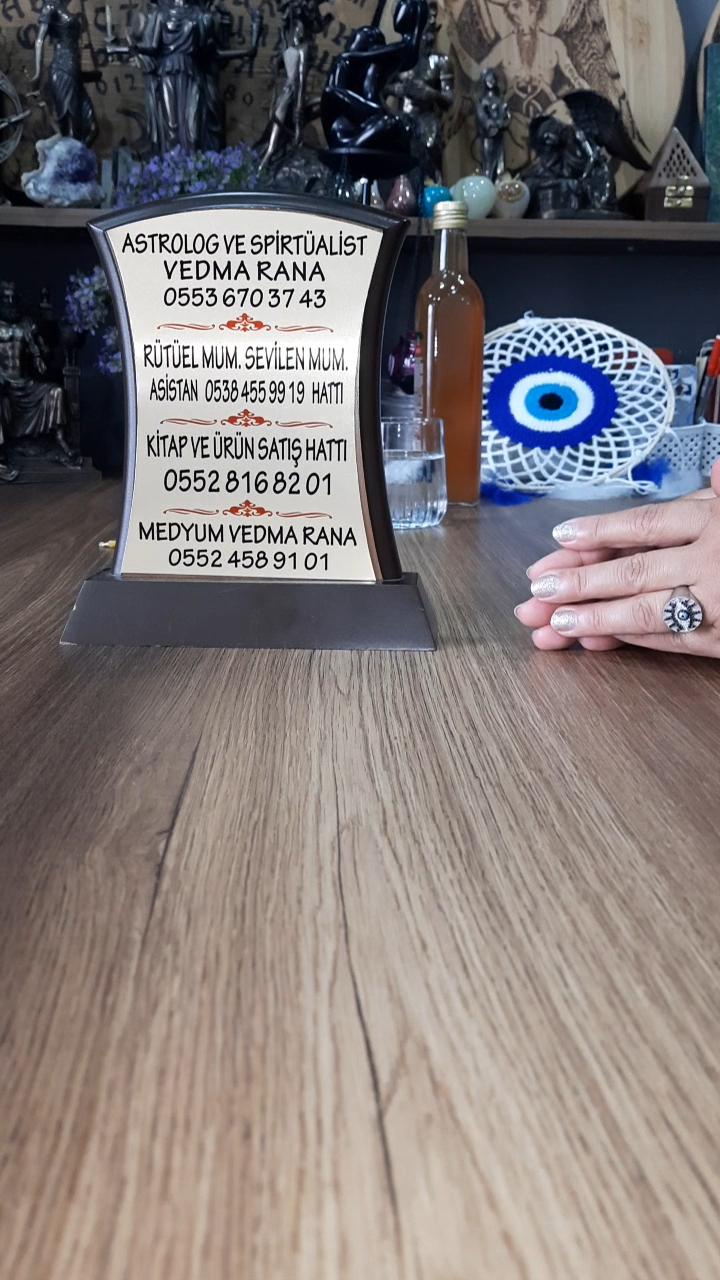 ASTROLOG VE SPİRTÜALİST
VEDMA RANA
0553 670 37 43
RÜTÜEL MUM. SEVİLEN MUM.
ASİSTAN 0538 455 99 19 HATTI
KİTAP VE ÜRÜN SATIŞ HATTI
0552 816 82 01
MEDYUM VEDMA RANA
0552 458 91 01